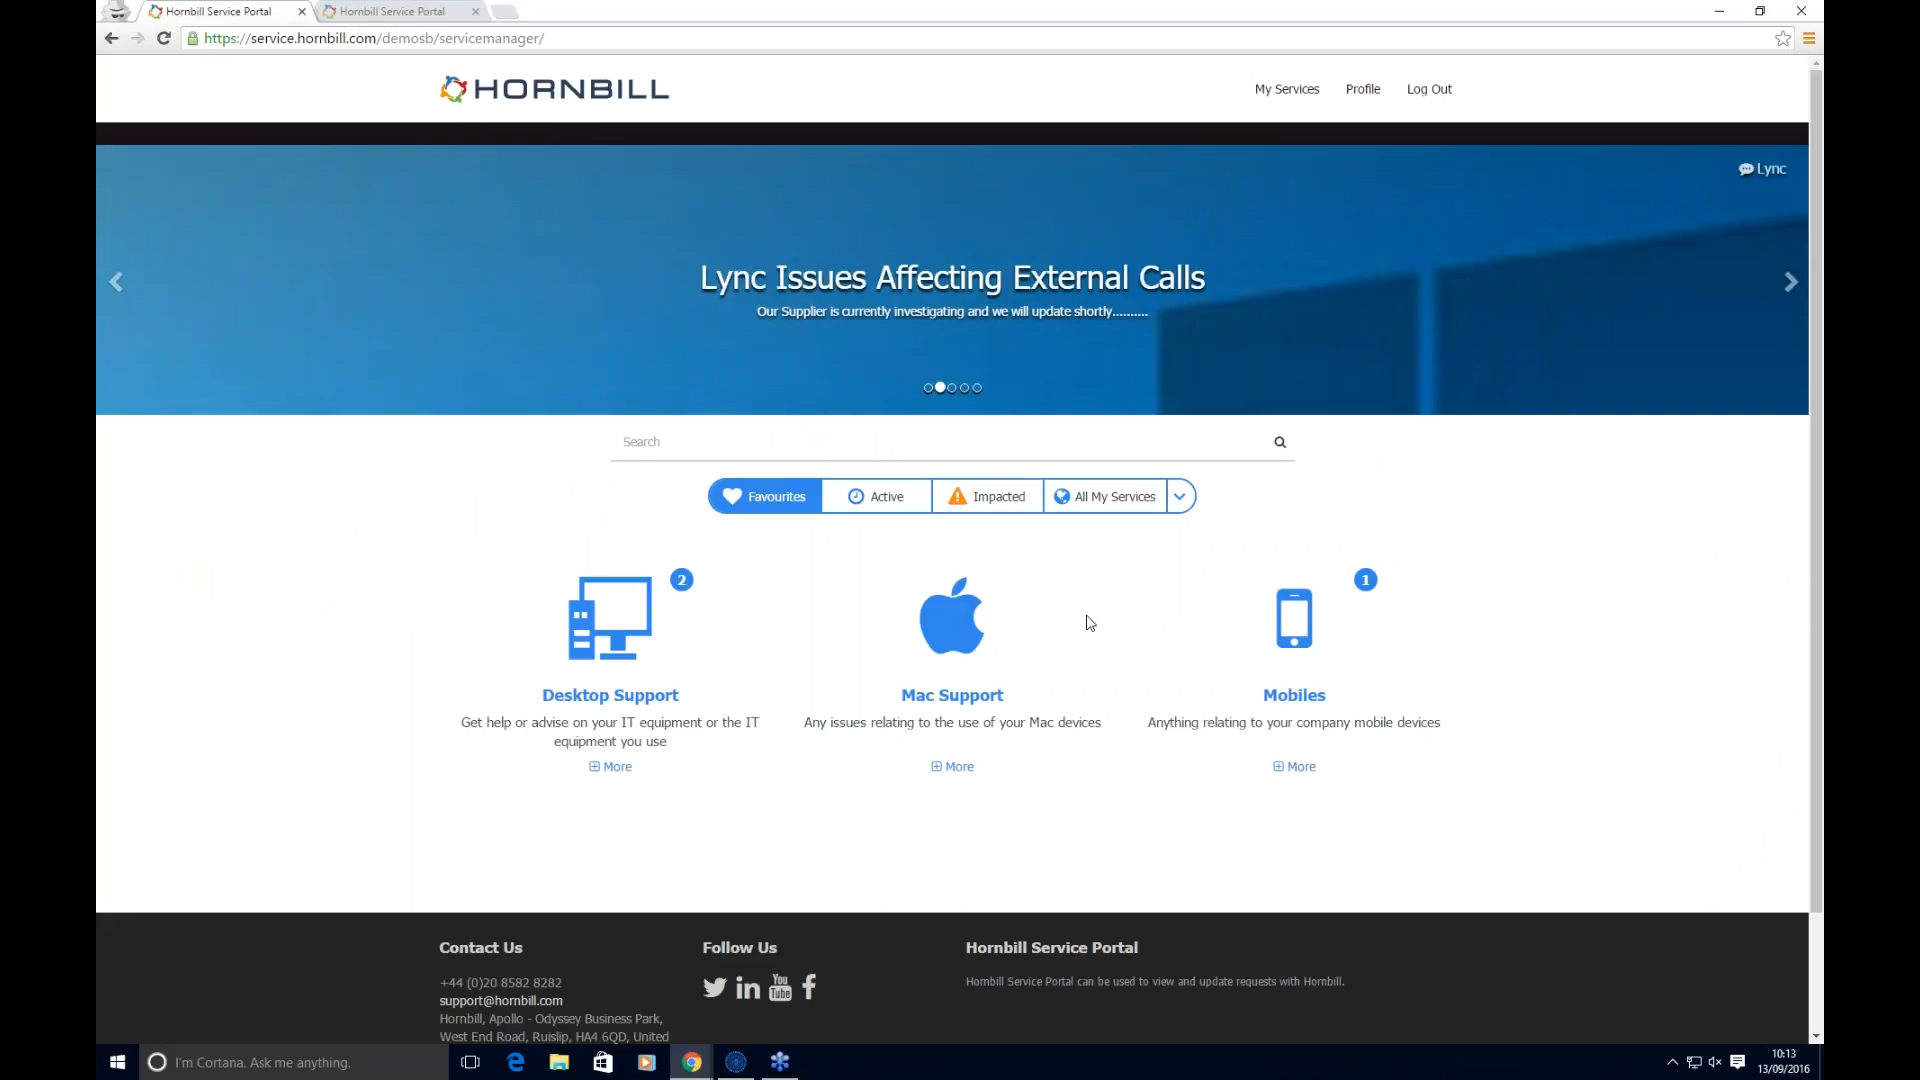 Hornbill Service Portal
Hornbill Service Portal
https://service.hornbill.com/demosb/servicemanager/
HORNBILL
My Services
Profile
Log Out
Lync
Lync Issues Affecting External Calls
Our Supplier is currently investigating and we will update shortly..........
Search
Favourites
Active
Impacted
All My Services
2
1
Desktop Support
Get help or advise on your IT equipment or the IT
equipment you use
More
Mac Support
Any issues relating to the use of your Mac devices
More
Mobiles
Anything relating to your company mobile devices
More
Contact Us
+44 (0)20 8582 8282
support@hornbill.com
Hornbill, Apollo - Odyssey Business Park,
West End Road, Ruislip, HA4 6QD, United
Follow Us
You
Tube
Hornbill Service Portal
Hornbill Service Portal can be used to view and update requests with Hornbill.
I'm Cortana. Ask me anything.
10:13
13/09/2016